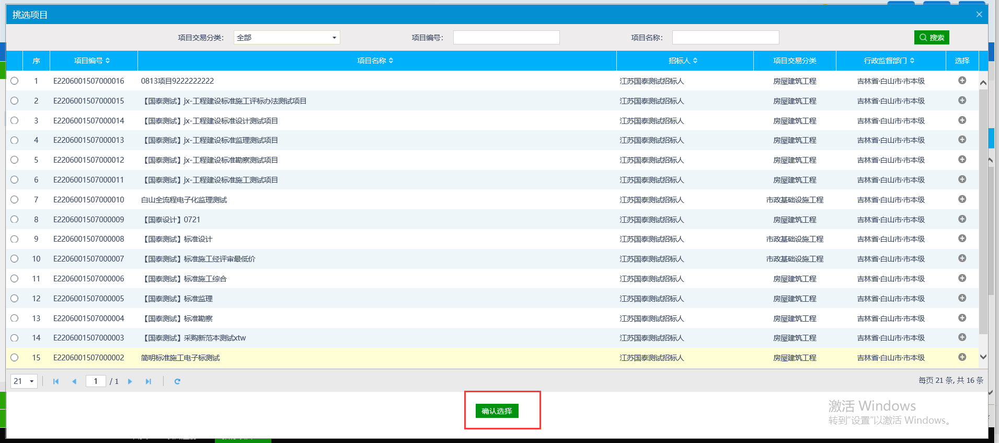 挑选项目
项目交易分类： 全部 项目编号： 项目名称： 搜索
序 项目编号 项目名称 招标人 项目交易分类 行政监督部门 选择
1 E2206001507000016 0813项目9222222222 江苏国泰测试招标人 房屋建筑工程 吉林省·白山市·市本级
2 E2206001507000015 【国泰测试】jx-工程建设标准施工评标办法测试项目 江苏国泰测试招标人 房屋建筑工程 吉林省·白山市·市本级
3 E2206001507000014 【国泰测试】jx-工程建设标准设计测试项目 江苏国泰测试招标人 房屋建筑工程 吉林省·白山市·市本级
4 E2206001507000013 【国泰测试】jx-工程建设标准监理测试项目 江苏国泰测试招标人 房屋建筑工程 吉林省·白山市·市本级
5 E2206001507000012 【国泰测试】jx-工程建设标准勘察测试项目 江苏国泰测试招标人 房屋建筑工程 吉林省·白山市·市本级
6 E2206001507000011 【国泰测试】jx-工程建设标准施工测试项目 江苏国泰测试招标人 房屋建筑工程 吉林省·白山市·市本级
7 E2206001507000010 白山全流程电子化监理测试 江苏国泰测试招标人 市政基础设施工程 吉林省·白山市·市本级
8 E2206001507000009 【国泰设计】0721 江苏国泰测试招标人 房屋建筑工程 吉林省·白山市·市本级
9 E2206001507000008 【国泰测试】标准设计 江苏国泰测试招标人 市政基础设施工程 吉林省·白山市·市本级
10 E2206001507000007 【国泰测试】标准施工经评审最低价 江苏国泰测试招标人 市政基础设施工程 吉林省·白山市·市本级
11 E2206001507000006 【国泰测试】标准施工综合 江苏国泰测试招标人 房屋建筑工程 吉林省·白山市·市本级
12 E2206001507000005 【国泰测试】标准监理 江苏国泰测试招标人 房屋建筑工程 吉林省·白山市·市本级
13 E2206001507000004 【国泰测试】标准勘察 江苏国泰测试招标人 房屋建筑工程 吉林省·白山市·市本级
14 E2206001507000003 【国泰测试】采购新范本测试xtw 江苏国泰测试招标人 房屋建筑工程 吉林省·白山市·市本级
15 E2206001507000002 简明标准施工电子标测试 江苏国泰测试招标人 房屋建筑工程 吉林省·白山市·市本级
21 1 / 1 每页 21 条, 共 16 条
确认选择
激活 Windows
转到"设置"以激活 Windows。